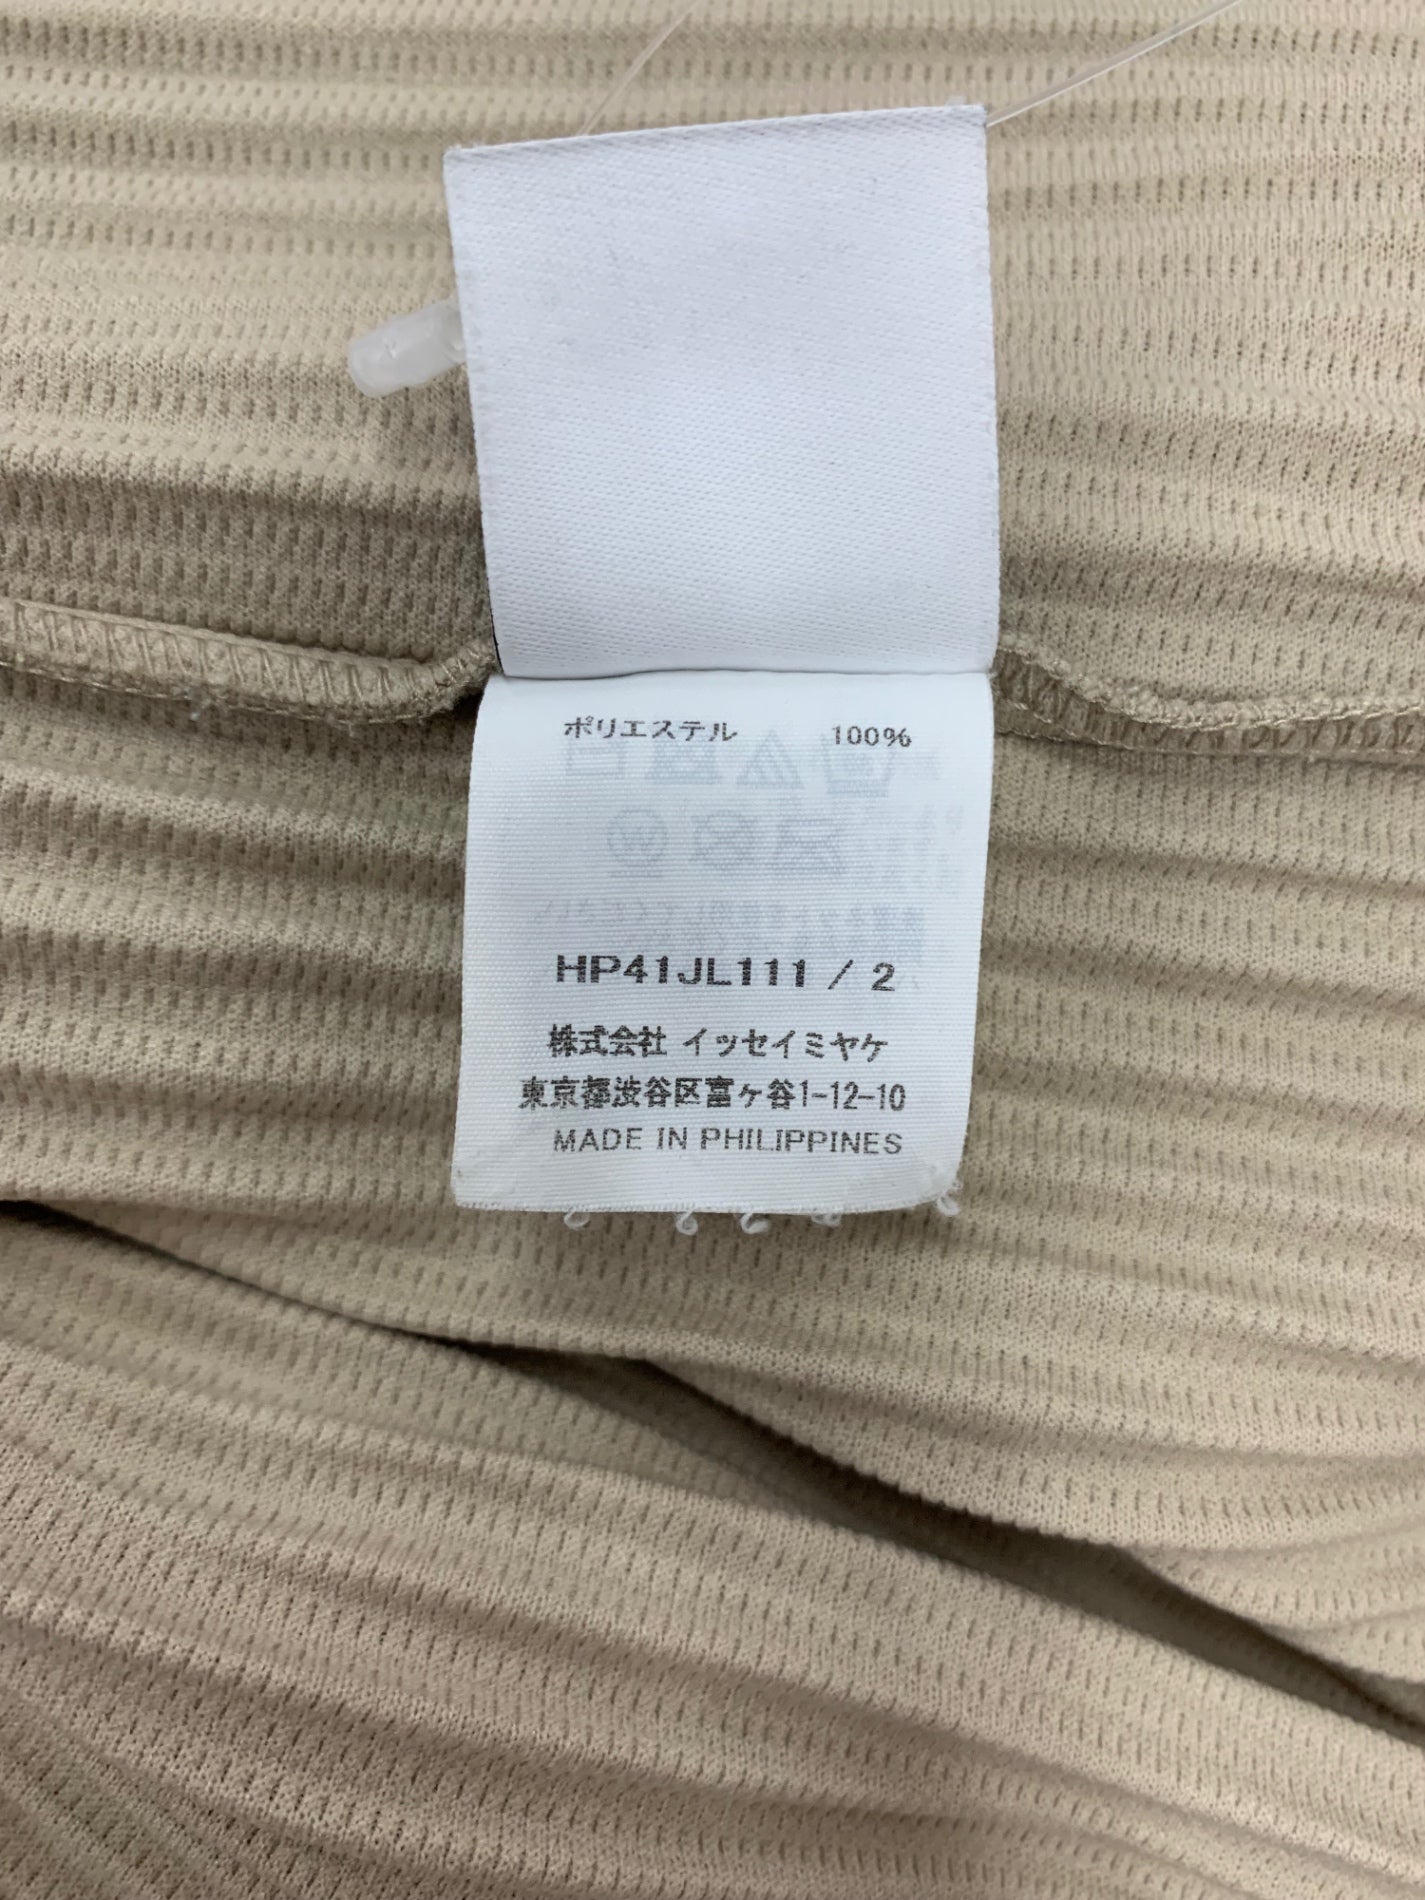 ポリエステル 100%
HP41JL111 / 2
株式会社 イッセイミヤケ
東京都渋谷区富ヶ谷1-12-10
MADE IN PHILIPPINES